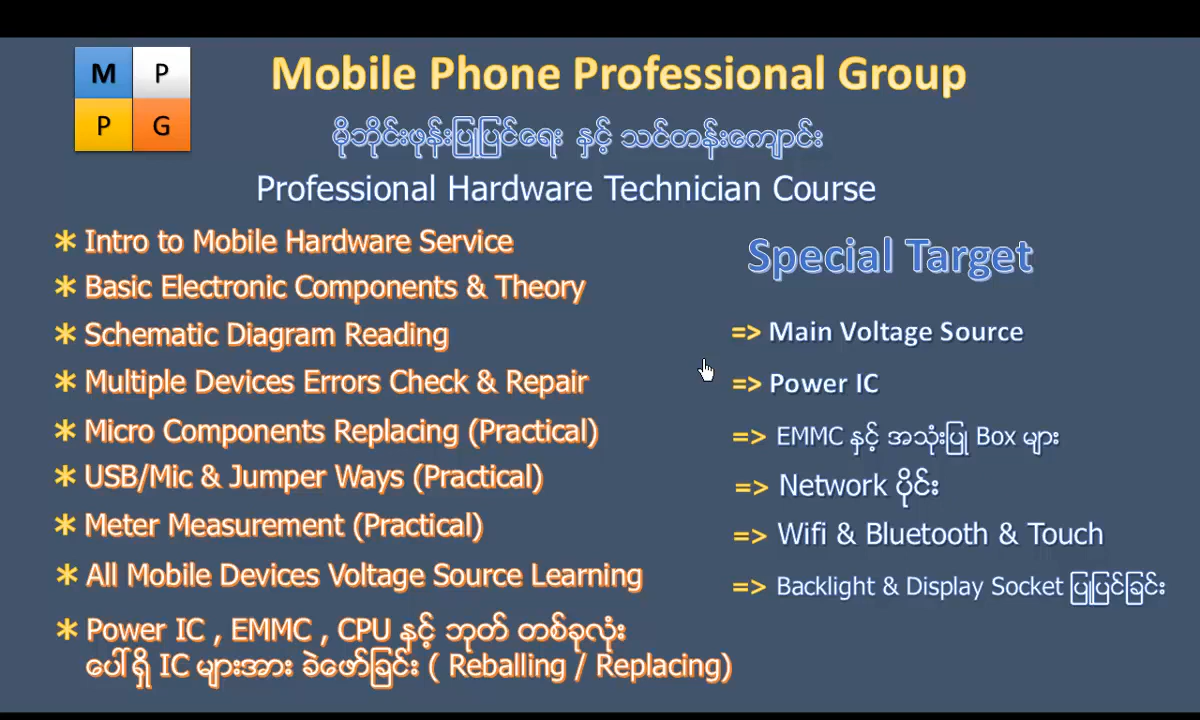 M P
P G
Mobile Phone Professional Group
မိုဘိုင်းဖုန်းပြုပြင်ရေး နှင့် သင်တန်းကျောင်း
Professional Hardware Technician Course
* Intro to Mobile Hardware Service
* Basic Electronic Components & Theory
* Schematic Diagram Reading
* Multiple Devices Errors Check & Repair
* Micro Components Replacing (Practical)
* USB/Mic & Jumper Ways (Practical)
* Meter Measurement (Practical)
* All Mobile Devices Voltage Source Learning
* Power IC , EMMC , CPU နှင့် ဘုတ် တစ်ခုလုံး
ပေါ်ရှိ IC များအား ခဲဖော်ခြင်း ( Reballing / Replacing)
Special Target
=> Main Voltage Source
=> Power IC
=> EMMC နှင့် အသုံးပြု Box များ
=> Network ပိုင်း
=> Wifi & Bluetooth & Touch
=> Backlight & Display Socket ပြုပြင်ခြင်း